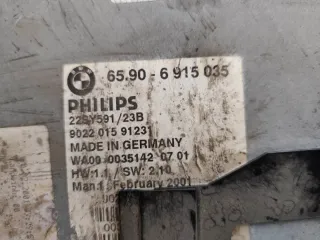 65.90 - 6 915 035
PHILIPS
22SY591/23B
9022 015 91231
MADE IN GERMANY
WA09 0035142 07 01
HW:1.1 / SW: 2.10
Man.: February 2001